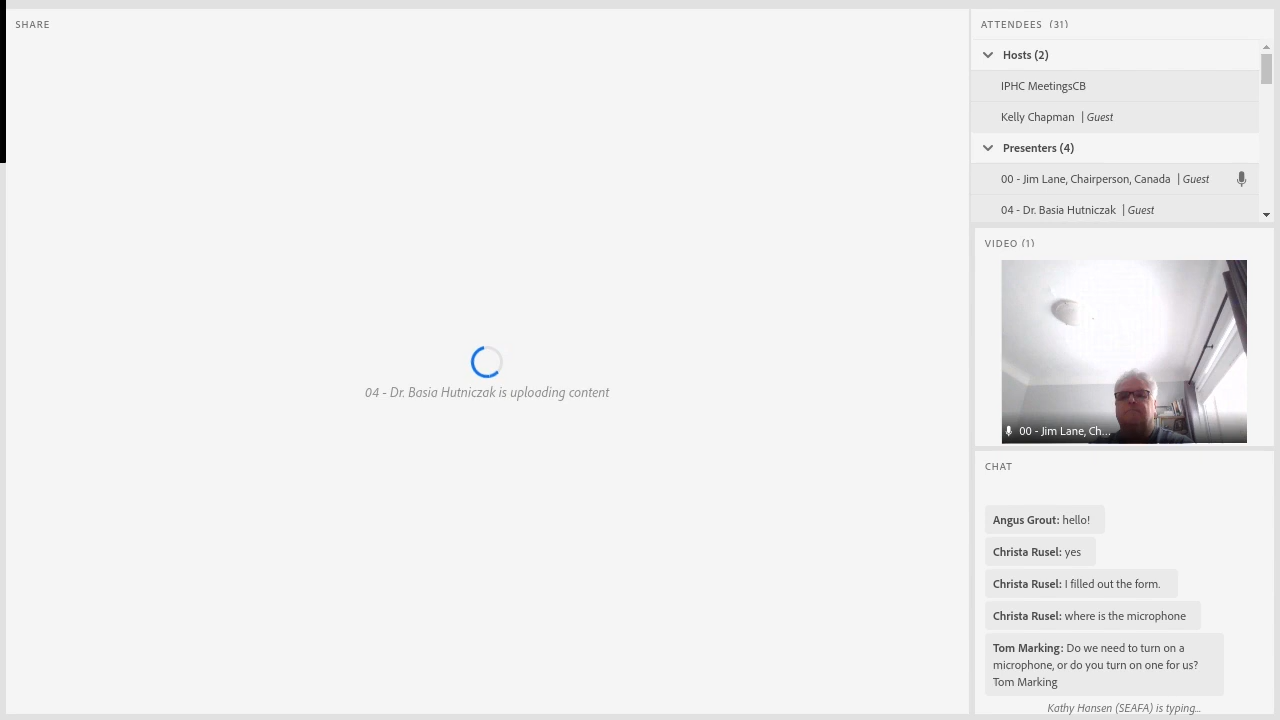 SHARE
04 - Dr. Basia Hutniczak is uploading content
ATTENDEES (31)
Hosts (2)
IPHC MeetingsCB
Kelly Chapman | Guest
Presenters (4)
00 - Jim Lane, Chairperson, Canada | Guest
04 - Dr. Basia Hutniczak | Guest
VIDEO (1)
00 - Jim Lane, Ch...
CHAT
Angus Grout: hello!
Christa Rusel: yes
Christa Rusel: I filled out the form.
Christa Rusel: where is the microphone
Tom Marking: Do we need to turn on a
microphone, or do you turn on one for us?
Tom Marking
Kathy Hansen (SEAFA) is typing...